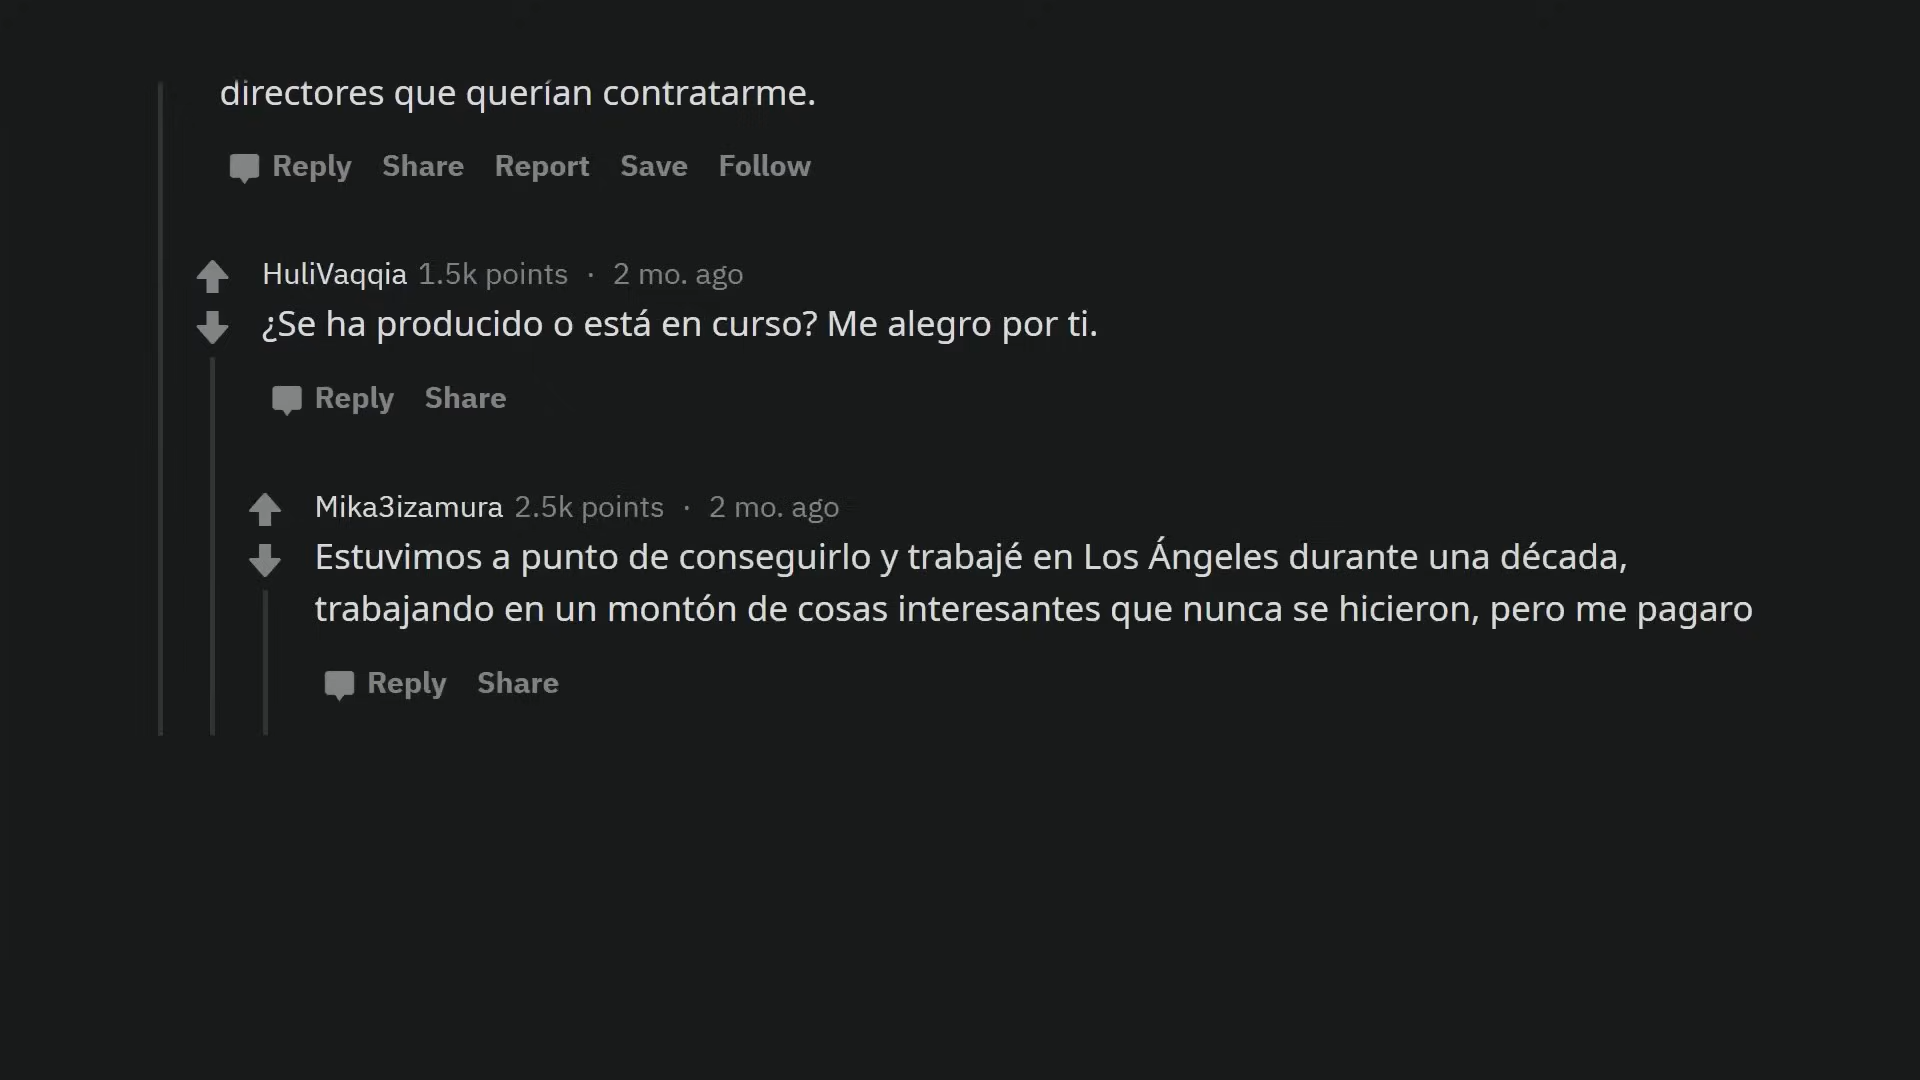 directores que querían contratarme.
Reply Share Report Save Follow
HuliVaqqia 1.5k points · 2 mo. ago
¿Se ha producido o está en curso? Me alegro por ti.
Reply Share
Mika3izamura 2.5k points · 2 mo. ago
Estuvimos a punto de conseguirlo y trabajé en Los Ángeles durante una década,
trabajando en un montón de cosas interesantes que nunca se hicieron, pero me pagaro
Reply Share